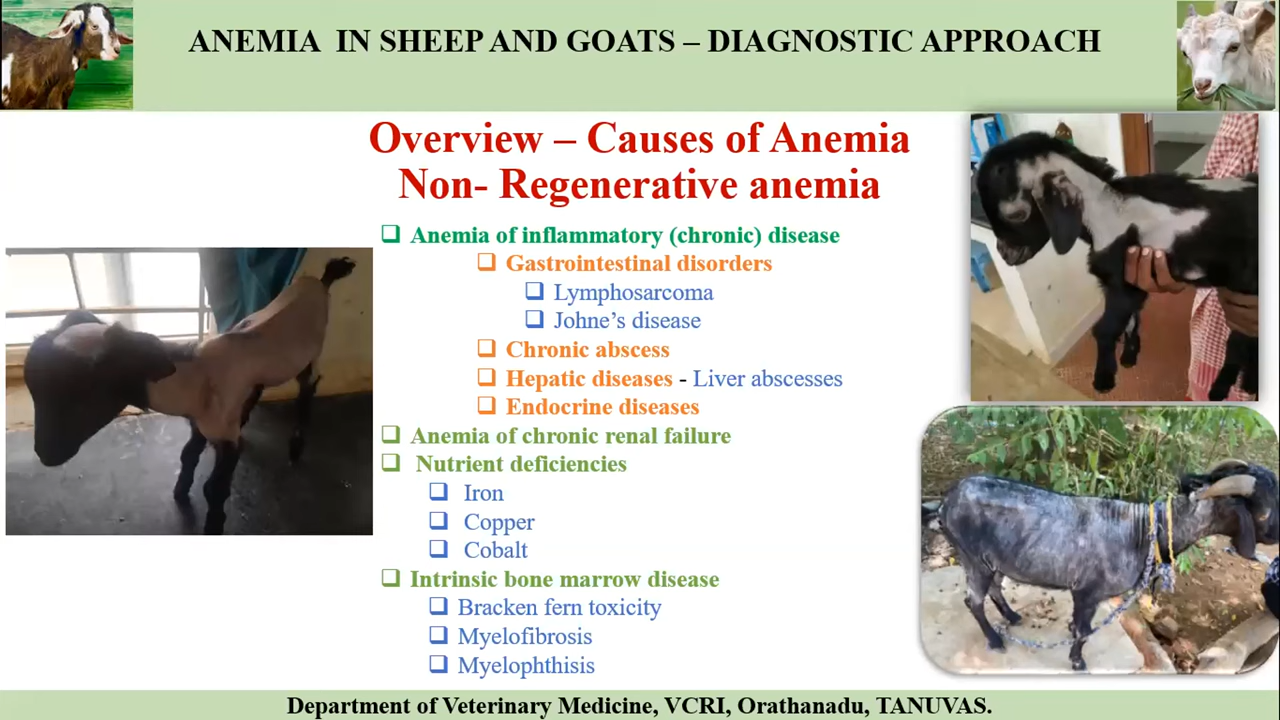 ANEMIA IN SHEEP AND GOATS – DIAGNOSTIC APPROACH
Overview – Causes of Anemia
Non- Regenerative anemia
Anemia of inflammatory (chronic) disease
Gastrointestinal disorders
Lymphosarcoma
Johne’s disease
Chronic abscess
Hepatic diseases - Liver abscesses
Endocrine diseases
Anemia of chronic renal failure
Nutrient deficiencies
Iron
Copper
Cobalt
Intrinsic bone marrow disease
Bracken fern toxicity
Myelofibrosis
Myelophthisis
Department of Veterinary Medicine, VCRI, Orathanadu, TANUVAS.